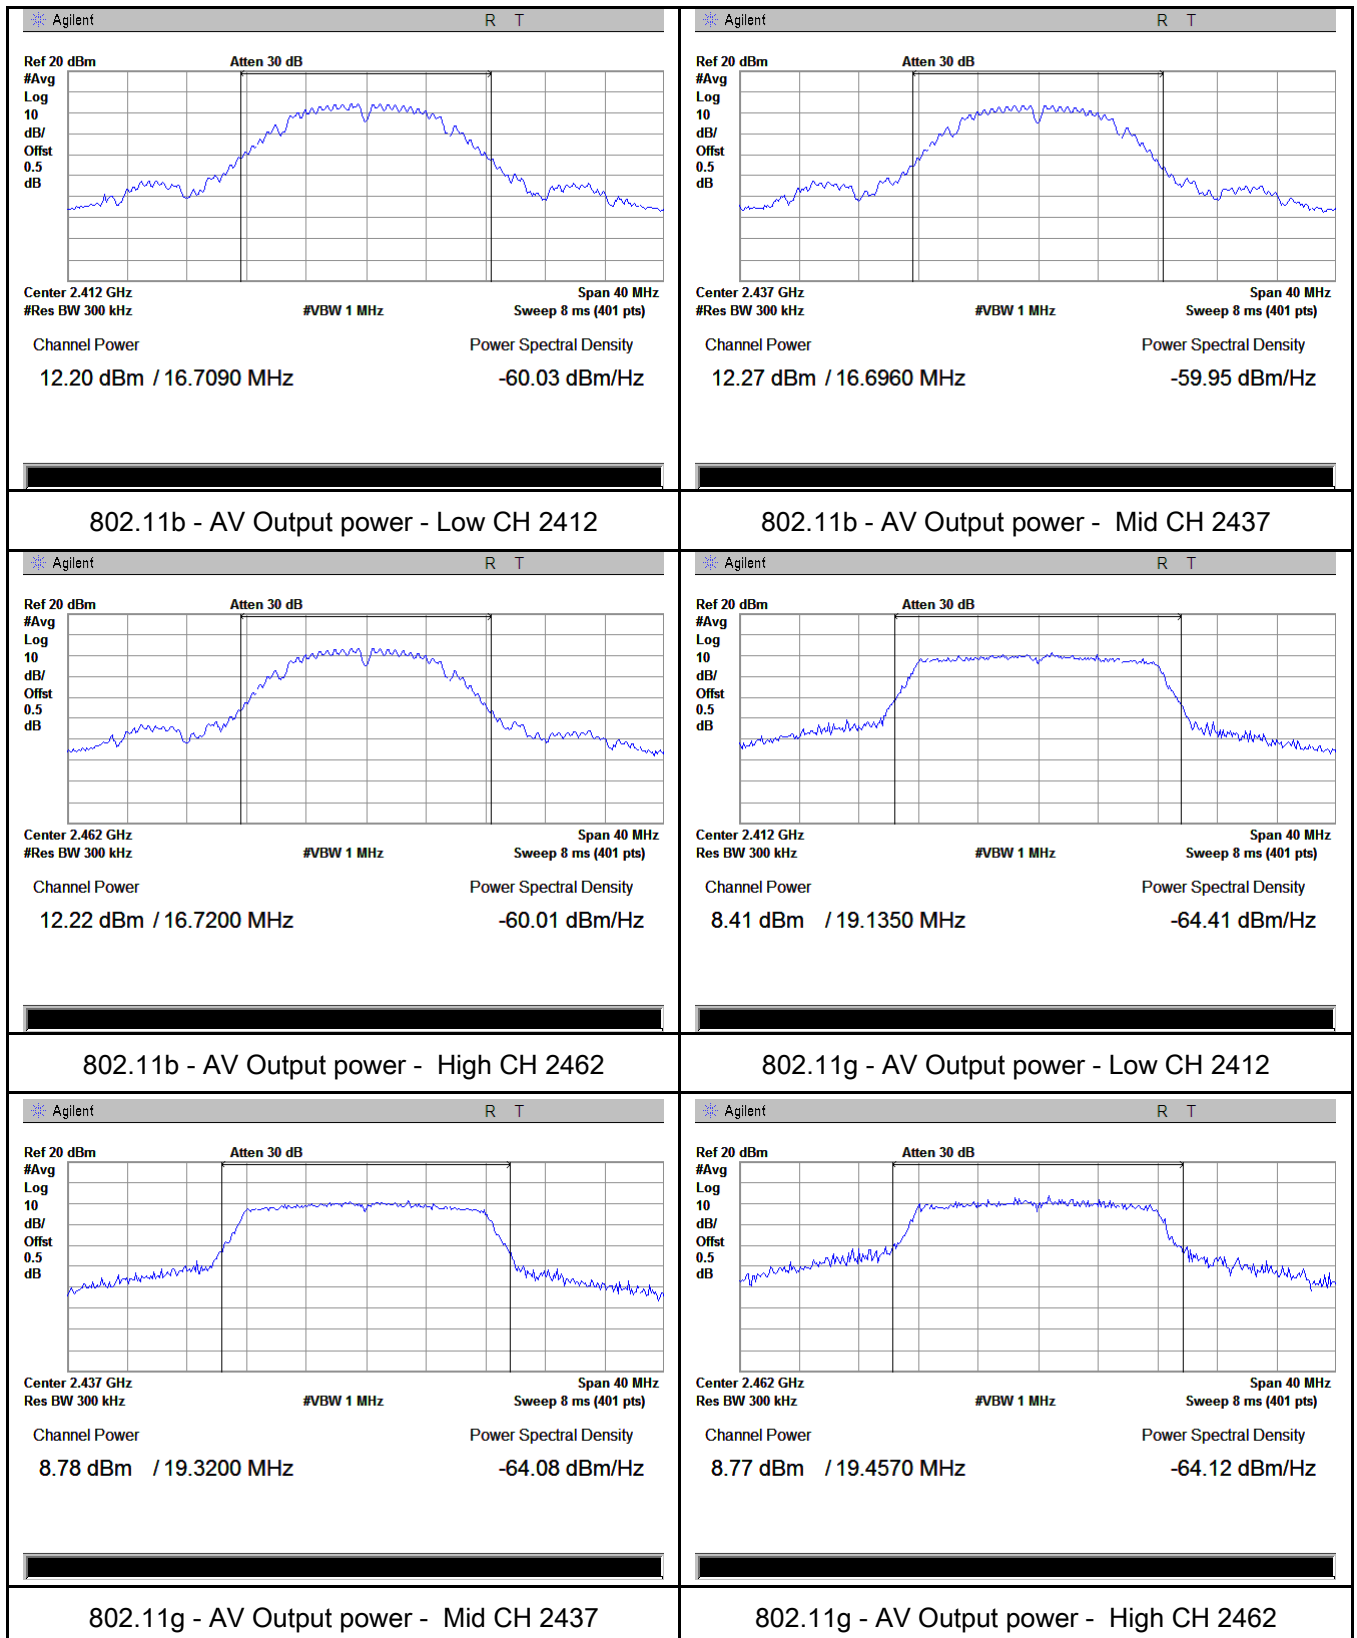 Agilent R T
Ref 20 dBm Atten 30 dB
#Avg
Log
10
dB/
Offst
0.5
dB
Center 2.412 GHz Span 40 MHz
#Res BW 300 kHz #VBW 1 MHz Sweep 8 ms (401 pts)
Channel Power Power Spectral Density
12.20 dBm / 16.7090 MHz -60.03 dBm/Hz
802.11b - AV Output power - Low CH 2412
Agilent R T
Ref 20 dBm Atten 30 dB
#Avg
Log
10
dB/
Offst
0.5
dB
Center 2.437 GHz Span 40 MHz
#Res BW 300 kHz #VBW 1 MHz Sweep 8 ms (401 pts)
Channel Power Power Spectral Density
12.27 dBm / 16.6960 MHz -59.95 dBm/Hz
802.11b - AV Output power - Mid CH 2437
Agilent R T
Ref 20 dBm Atten 30 dB
#Avg
Log
10
dB/
Offst
0.5
dB
Center 2.462 GHz Span 40 MHz
#Res BW 300 kHz #VBW 1 MHz Sweep 8 ms (401 pts)
Channel Power Power Spectral Density
12.22 dBm / 16.7200 MHz -60.01 dBm/Hz
802.11b - AV Output power - High CH 2462
Agilent R T
Ref 20 dBm Atten 30 dB
#Avg
Log
10
dB/
Offst
0.5
dB
Center 2.412 GHz Span 40 MHz
Res BW 300 kHz #VBW 1 MHz Sweep 8 ms (401 pts)
Channel Power Power Spectral Density
8.41 dBm / 19.1350 MHz -64.41 dBm/Hz
802.11g - AV Output power - Low CH 2412
Agilent R T
Ref 20 dBm Atten 30 dB
#Avg
Log
10
dB/
Offst
0.5
dB
Center 2.437 GHz Span 40 MHz
Res BW 300 kHz #VBW 1 MHz Sweep 8 ms (401 pts)
Channel Power Power Spectral Density
8.78 dBm / 19.3200 MHz -64.08 dBm/Hz
802.11g - AV Output power - Mid CH 2437
Agilent R T
Ref 20 dBm Atten 30 dB
#Avg
Log
10
dB/
Offst
0.5
dB
Center 2.462 GHz Span 40 MHz
Res BW 300 kHz #VBW 1 MHz Sweep 8 ms (401 pts)
Channel Power Power Spectral Density
8.77 dBm / 19.4570 MHz -64.12 dBm/Hz
802.11g - AV Output power - High CH 2462